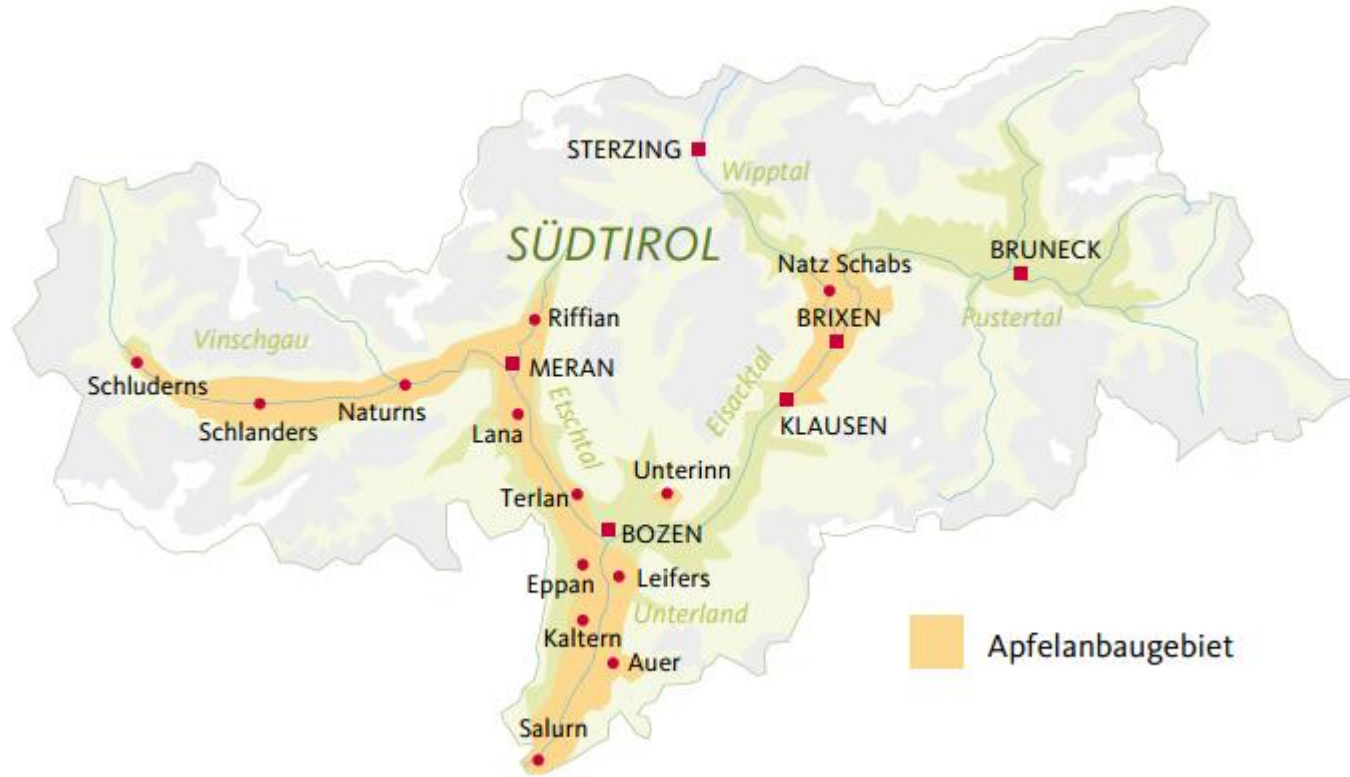 STERZING
Wipptal
SÜDTIROL
BRUNECK
Natz Schabs
Riffian
BRIXEN
Pustertal
Vinschgau
MERAN
Schluderns
Naturns
Etschtal
Eisacktal
KLAUSEN
Schlanders
Lana
Unterinn
Terlan
BOZEN
Eppan
Leifers
Unterland
Kaltern
Apfelanbaugebiet
Auer
Salurn